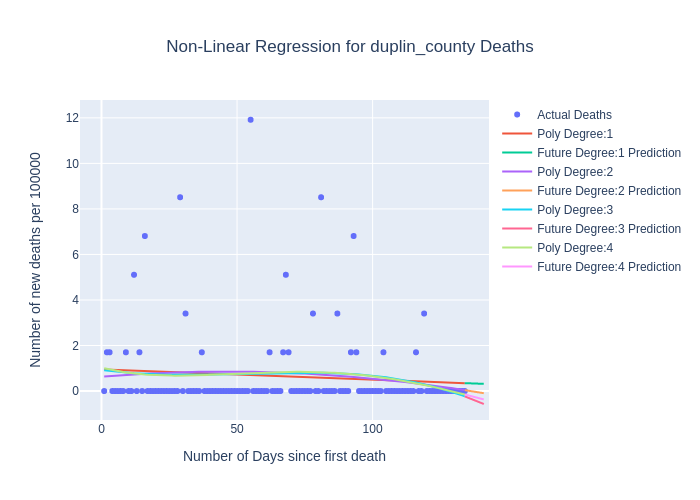 Non-Linear Regression for duplin_county Deaths
Number of new deaths per 100000
12
10
8
6
4
2
0
0
50
100
Number of Days since first death
Actual Deaths
Poly Degree:1
Future Degree:1 Prediction
Poly Degree:2
Future Degree:2 Prediction
Poly Degree:3
Future Degree:3 Prediction
Poly Degree:4
Future Degree:4 Prediction